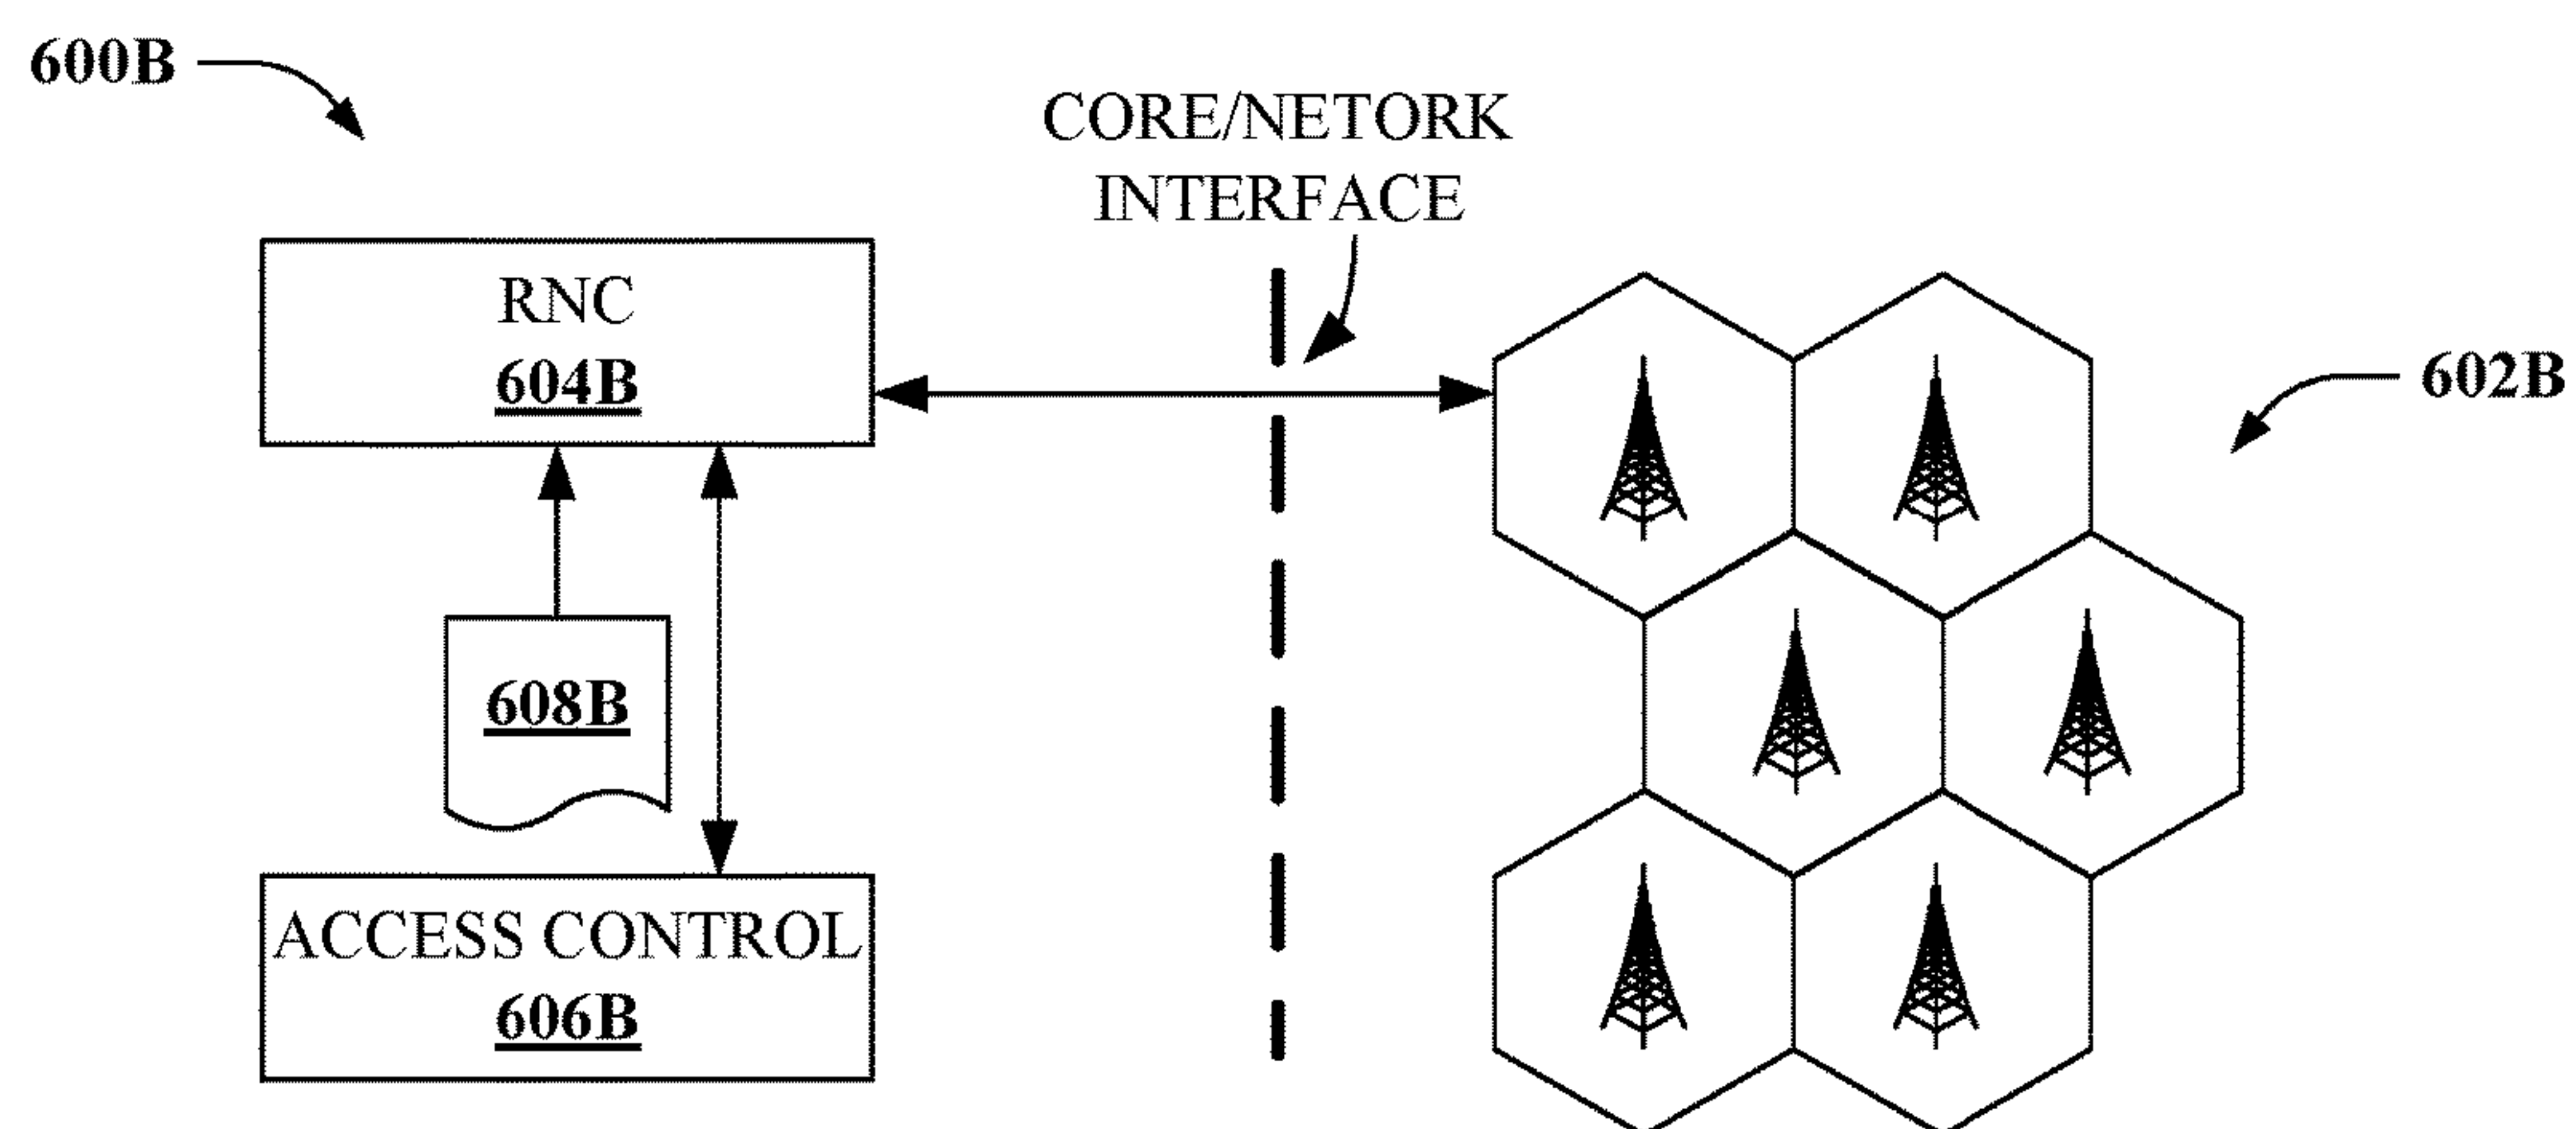 600B
CORE/NETORK
INTERFACE
RNC
604B
602B
608B
ACCESS CONTROL
606B